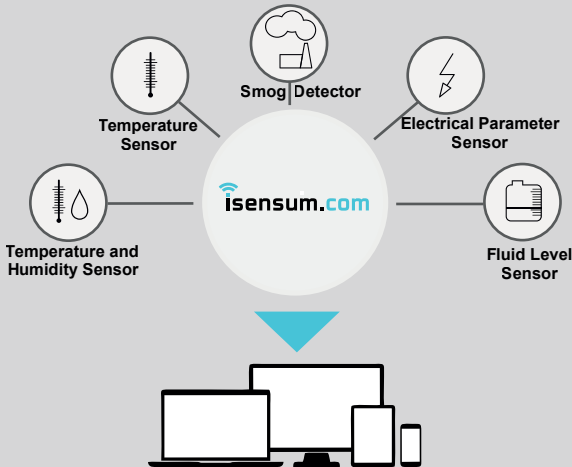 Smog Detector
Temperature
Sensor
Electrical Parameter
Sensor
isensum.com
Temperature and
Humidity Sensor
Fluid Level
Sensor